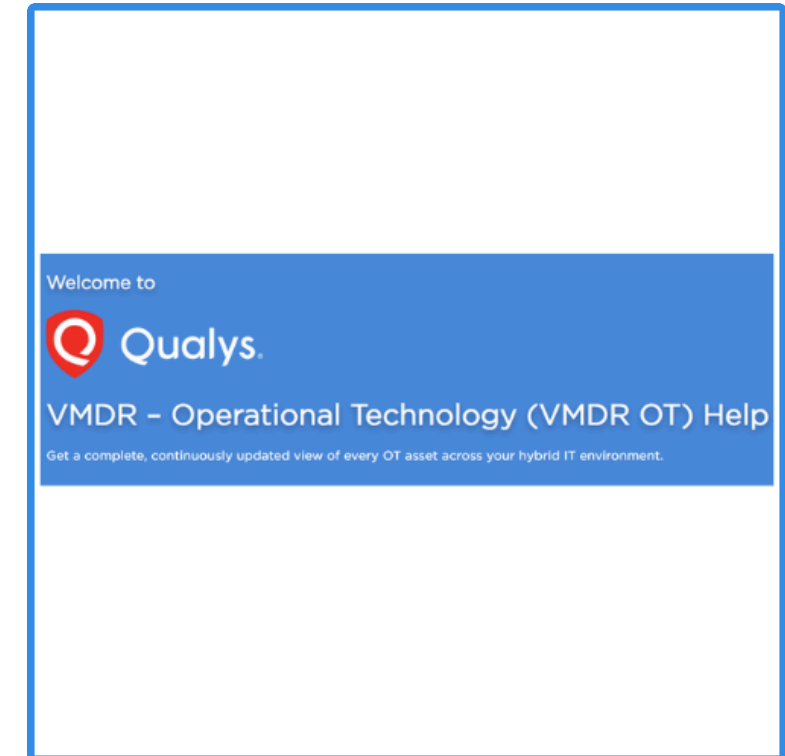 Welcome to
Qualys.
VMDR – Operational Technology (VMDR OT) Help
Get a complete, continuously updated view of every OT asset across your hybrid IT environment.